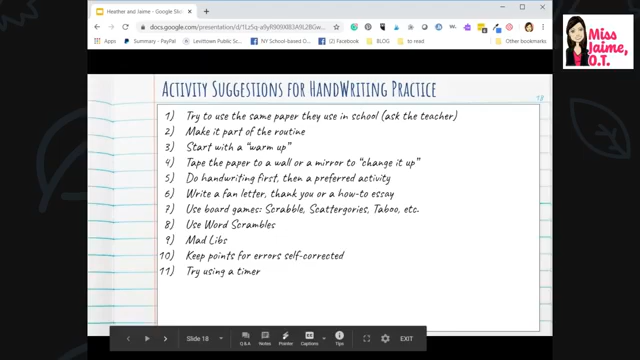 Heather and Jaime - Google Slid
docs.google.com/presentation/d/1Lz5q-a9yR909XIl83A9L2BGw
Apps
Summary - PayPal
Levittown Public Sc
NY School-based O
Facebook
BLOG
to read
Other bookmarks
Miss
Jaime,
O.T.
Activity Suggestions for HandWriting Practice
18
1) Try to use the same paper they use in school (ask the teacher)
2) Make it part of the routine
3) Start with a “warm up”
4) Tape the paper to a wall or a mirror to “change it up”
5) Do handwriting first, then a preferred activity
6) Write a fan letter, thank you or a how-to essay
7) Use board games: Scrabble, Scattergories, Taboo, etc.
8) Use Word Scrambles
9) Mad Libs
10) Keep points for errors self-corrected
11) Try using a timer
Slide 18
Q&A
Notes
Pointer
Captions
Tips
EXIT